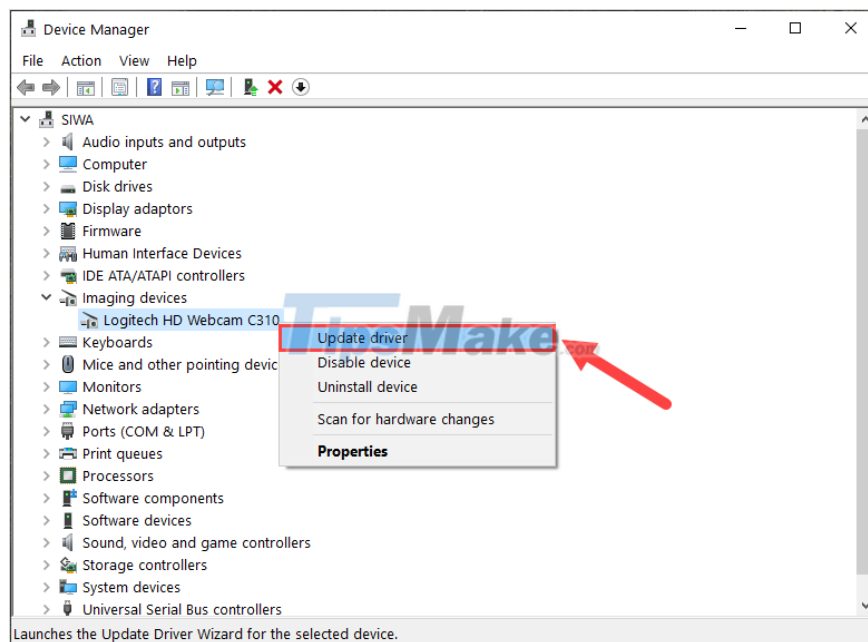 Device Manager
File Action View Help
SIWA
Audio inputs and outputs
Computer
Disk drives
Display adaptors
Firmware
Human Interface Devices
IDE ATA/ATAPI controllers
Imaging devices
Logitech HD Webcam C310
Keyboards
Mice and other pointing devic
Monitors
Network adapters
Ports (COM & LPT)
Print queues
Processors
Software components
Software devices
Sound, video and game controllers
Storage controllers
System devices
Universal Serial Bus controllers
Update driver
Disable device
Uninstall device
Scan for hardware changes
Properties
TipsMake.com
Launches the Update Driver Wizard for the selected device.